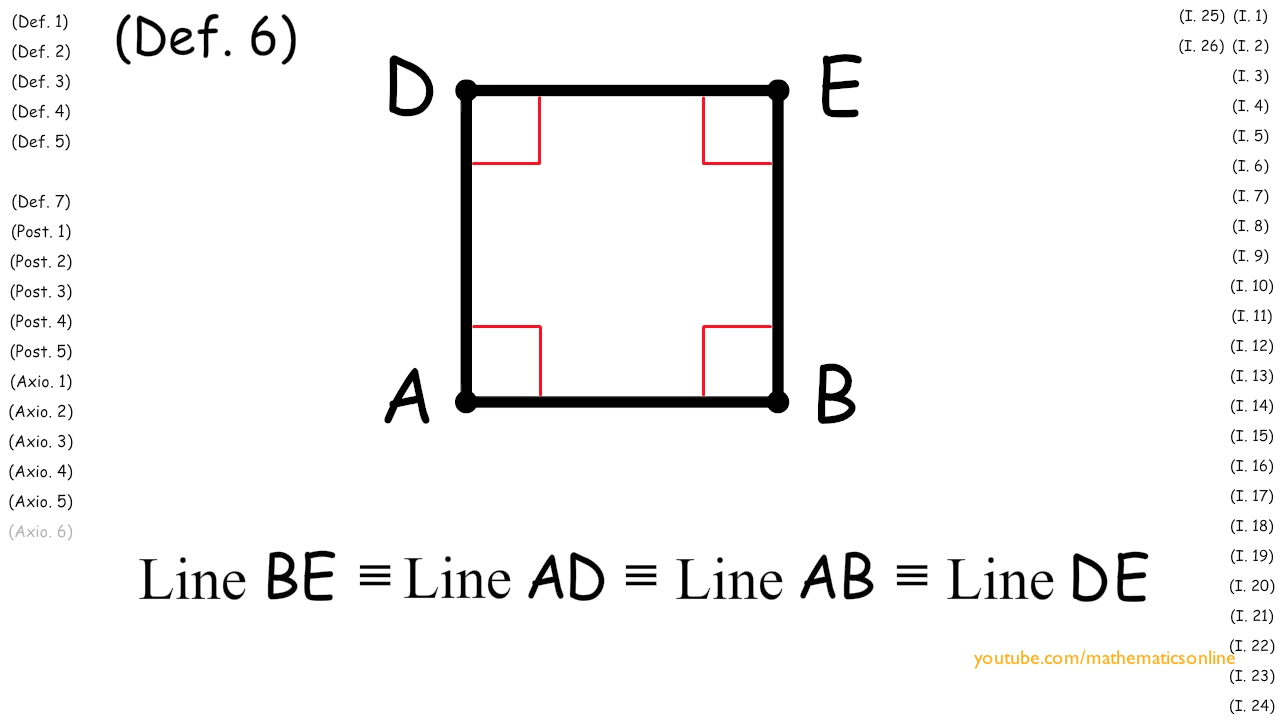 (Def. 1)
(Def. 2)
(Def. 3)
(Def. 4)
(Def. 5)
(Def. 7)
(Post. 1)
(Post. 2)
(Post. 3)
(Post. 4)
(Post. 5)
(Axio. 1)
(Axio. 2)
(Axio. 3)
(Axio. 4)
(Axio. 5)
(Axio. 6)
(Def. 6)
D E
A B
Line BE ≡ Line AD ≡ Line AB ≡ Line DE
youtube.com/mathematicsonline
(I. 25) (I. 1)
(I. 26) (I. 2)
(I. 3)
(I. 4)
(I. 5)
(I. 6)
(I. 7)
(I. 8)
(I. 9)
(I. 10)
(I. 11)
(I. 12)
(I. 13)
(I. 14)
(I. 15)
(I. 16)
(I. 17)
(I. 18)
(I. 19)
(I. 20)
(I. 21)
(I. 22)
(I. 23)
(I. 24)